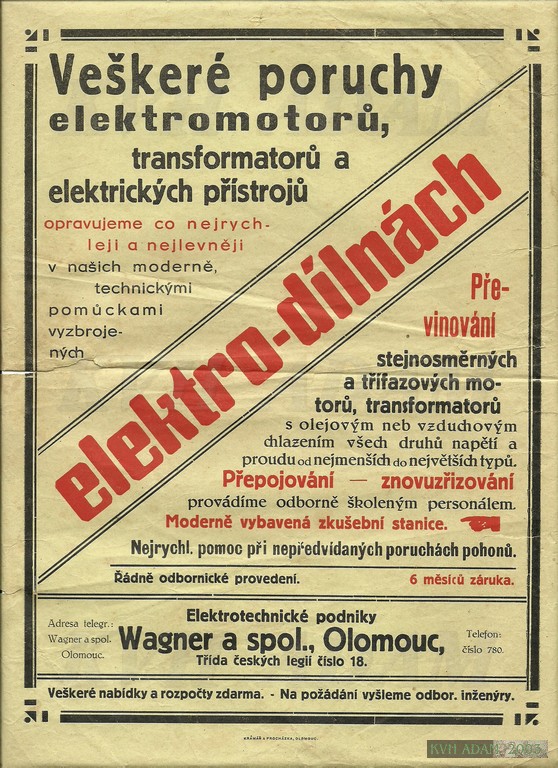 Veškeré poruchy
elektromotorů,
transformatorů a
elektrických přístrojů
opravujeme co nejrych-
leji a nejlevněji
v našich moderně,
technickými
pomůckami
vyzbroje-
ných
elektro-dílnách
Pře-
vinování
stejnosměrných
a třífazových mo-
torů, transformatorů
s olejovým neb vzduchovým
chlazením všech druhů napětí a
proudu od nejmenších do největších typů.
Přepojování — znovuzřizování
provádíme odborně školeným personálem.
Moderně vybavená zkušební stanice.
Nejrychl. pomoc při nepředvídaných poruchách pohonů.
Řádně odbornické provedení. 6 měsíců záruka.
Elektrotechnické podniky
Adresa telegr.:
Wagner a spol.
Olomouc.
Wagner a spol., Olomouc,
Třída českých legií číslo 18.
Telefon:
číslo 780.
Veškeré nabídky a rozpočty zdarma. - Na požádání vyšleme odbor. inženýry.
KRÁMÁŘ & PROCHÁZKA, OLOMOUC.